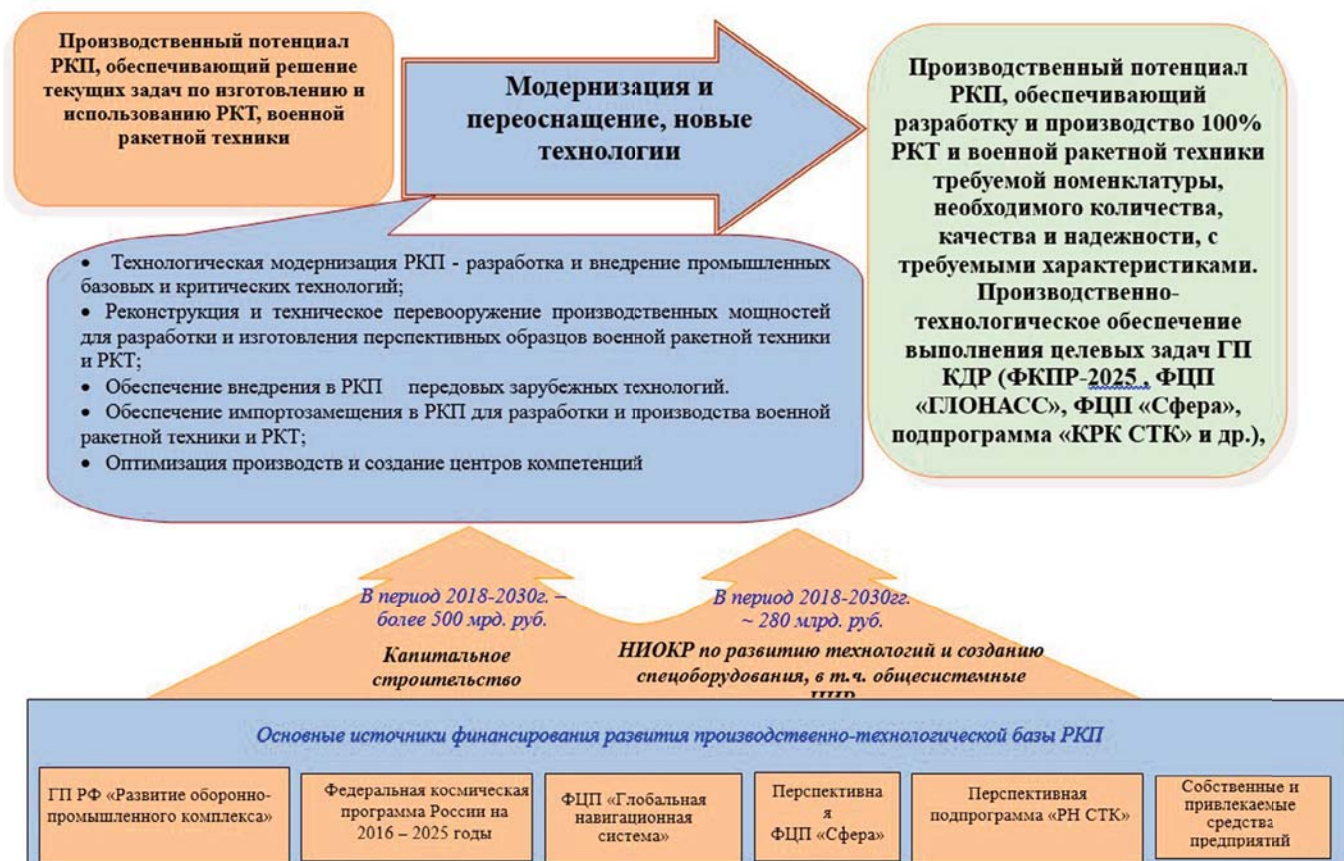 Производственный потенциал
РКП, обеспечивающий решение
текущих задач по изготовлению и
использованию РКТ, военной
ракетной техники
Модернизация и
переоснащение, новые
технологии
Производственный потенциал
РКП, обеспечивающий
разработку и производство 100%
РКТ и военной ракетной техники
требуемой номенклатуры,
необходимого количества,
качества и надежности, с
требуемыми характеристиками.
Производственно-
технологическое обеспечение
выполнения целевых задач ГП
КДР (ФКПР-2025 , ФЦП
«ГЛОНАСС», ФЦП «Сфера»,
подпрограмма «КРК СТК» и др.),
• Технологическая модернизация РКП - разработка и внедрение промышленных
базовых и критических технологий;
• Реконструкция и техническое перевооружение производственных мощностей
для разработки и изготовления перспективных образцов военной ракетной техники
и РКТ;
• Обеспечение внедрения в РКП передовых зарубежных технологий.
• Обеспечение импортозамещения в РКП для разработки и производства военной
ракетной техники и РКТ;
• Оптимизация производств и создание центров компетенций
В период 2018-2030г. –
более 500 мрд. руб.
Капитальное
строительство
В период 2018-2030гг.
~ 280 млрд. руб.
НИОКР по развитию технологий и созданию
спецоборудования, в т.ч. общесистемные
Основные источники финансирования развития производственно-технологической базы РКП
ГП РФ «Развитие оборонно-
промышленного комплекса»
Федеральная космическая
программа России на
2016 – 2025 годы
ФЦП «Глобальная
навигационная
система»
Перспективна
я
ФЦП «Сфера»
Перспективная
подпрограмма «РН СТК»
Собственные и
привлекаемые
средства
предприятий